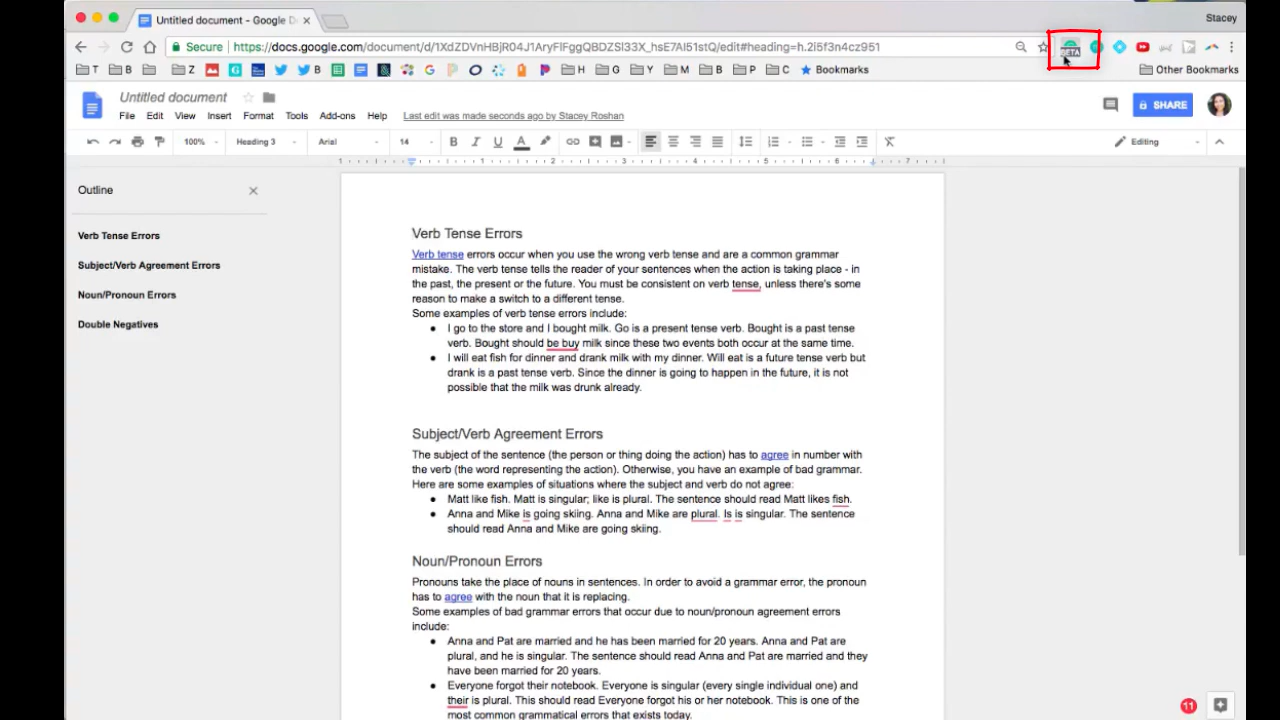 Untitled document - Google D
Stacey
Secure
https://docs.google.com/document/d/1XdZDVnHBjR04J1AryFlFggQBDZSl33X_hsE7Al51stQ/edit#heading=h.2i5f3n4cz951
BETA
T B Z B H G Y M B P C Bookmarks Other Bookmarks
Untitled document
File Edit View Insert Format Tools Add-ons Help Last edit was made seconds ago by Stacey Roshan
SHARE
100% Heading 3 Arial 14 B I U A Editing
1 1 2 3 4 5 6 7
Outline
Verb Tense Errors
Subject/Verb Agreement Errors
Noun/Pronoun Errors
Double Negatives
Verb Tense Errors
Verb tense errors occur when you use the wrong verb tense and are a common grammar
mistake. The verb tense tells the reader of your sentences when the action is taking place - in
the past, the present or the future. You must be consistent on verb tense, unless there's some
reason to make a switch to a different tense.
Some examples of verb tense errors include:
● I go to the store and I bought milk. Go is a present tense verb. Bought is a past tense
verb. Bought should be buy milk since these two events both occur at the same time.
● I will eat fish for dinner and drank milk with my dinner. Will eat is a future tense verb but
drank is a past tense verb. Since the dinner is going to happen in the future, it is not
possible that the milk was drunk already.
Subject/Verb Agreement Errors
The subject of the sentence (the person or thing doing the action) has to agree in number with
the verb (the word representing the action). Otherwise, you have an example of bad grammar.
Here are some examples of situations where the subject and verb do not agree:
● Matt like fish. Matt is singular; like is plural. The sentence should read Matt likes fish.
● Anna and Mike is going skiing. Anna and Mike are plural. Is is singular. The sentence
should read Anna and Mike are going skiing.
Noun/Pronoun Errors
Pronouns take the place of nouns in sentences. In order to avoid a grammar error, the pronoun
has to agree with the noun that it is replacing.
Some examples of bad grammar errors that occur due to noun/pronoun agreement errors
include:
● Anna and Pat are married and he has been married for 20 years. Anna and Pat are
plural, and he is singular. The sentence should read Anna and Pat are married and they
have been married for 20 years.
● Everyone forgot their notebook. Everyone is singular (every single individual one) and
their is plural. This should read Everyone forgot his or her notebook. This is one of the
most common grammatical errors that exists today.
11